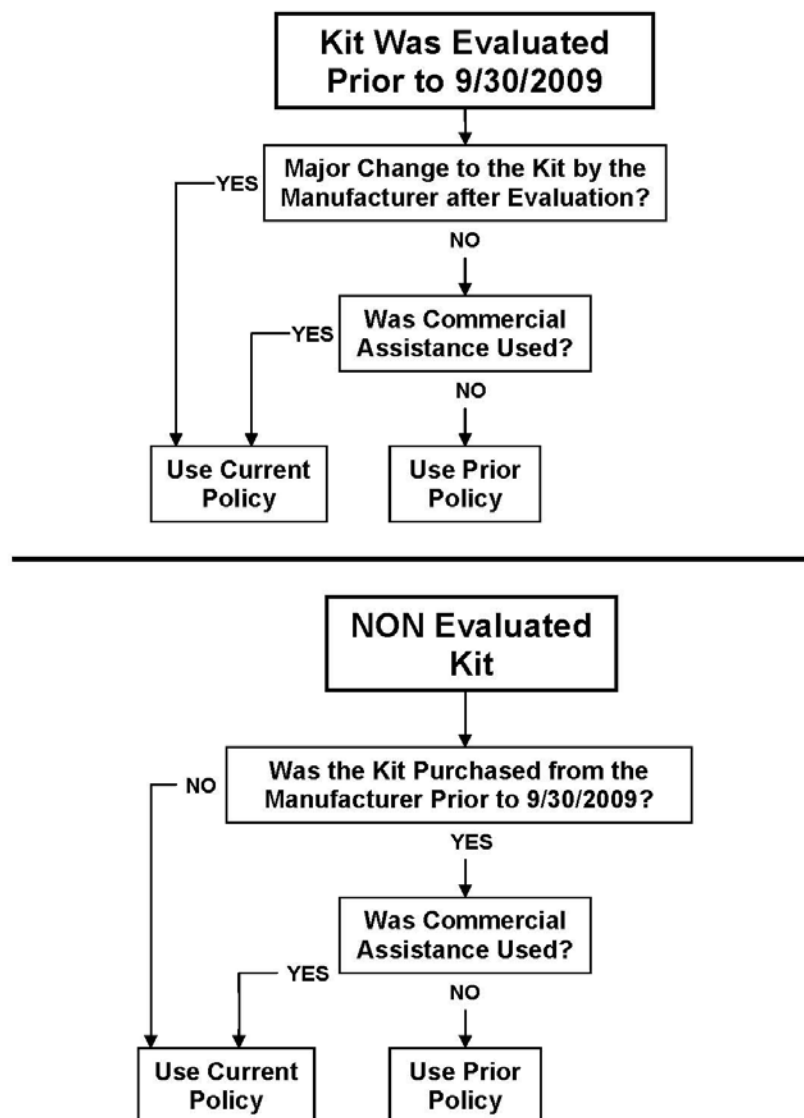 Kit Was Evaluated
Prior to 9/30/2009
Major Change to the Kit by the
Manufacturer after Evaluation?
YES
NO
Was Commercial
Assistance Used?
YES
NO
Use Current
Policy
Use Prior
Policy
NON Evaluated
Kit
Was the Kit Purchased from the
Manufacturer Prior to 9/30/2009?
NO
YES
Was Commercial
Assistance Used?
YES
NO
Use Current
Policy
Use Prior
Policy